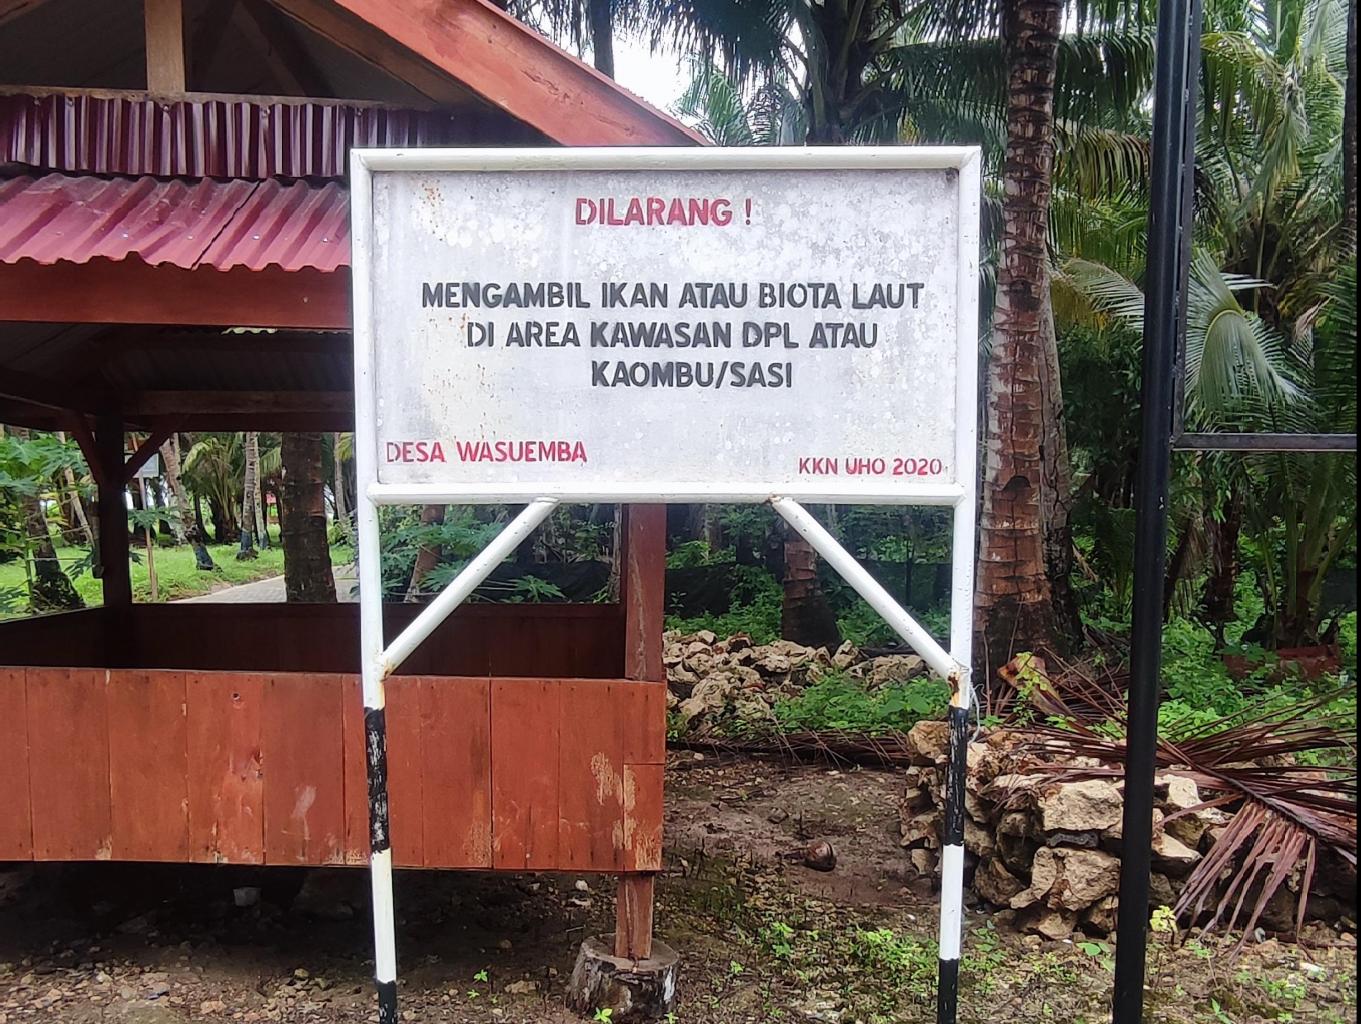 DILARANG !
MENGAMBIL IKAN ATAU BIOTA LAUT
DI AREA KAWASAN DPL ATAU
KAOMBU/SASI
DESA WASUEMBA
KKN UHO 2020